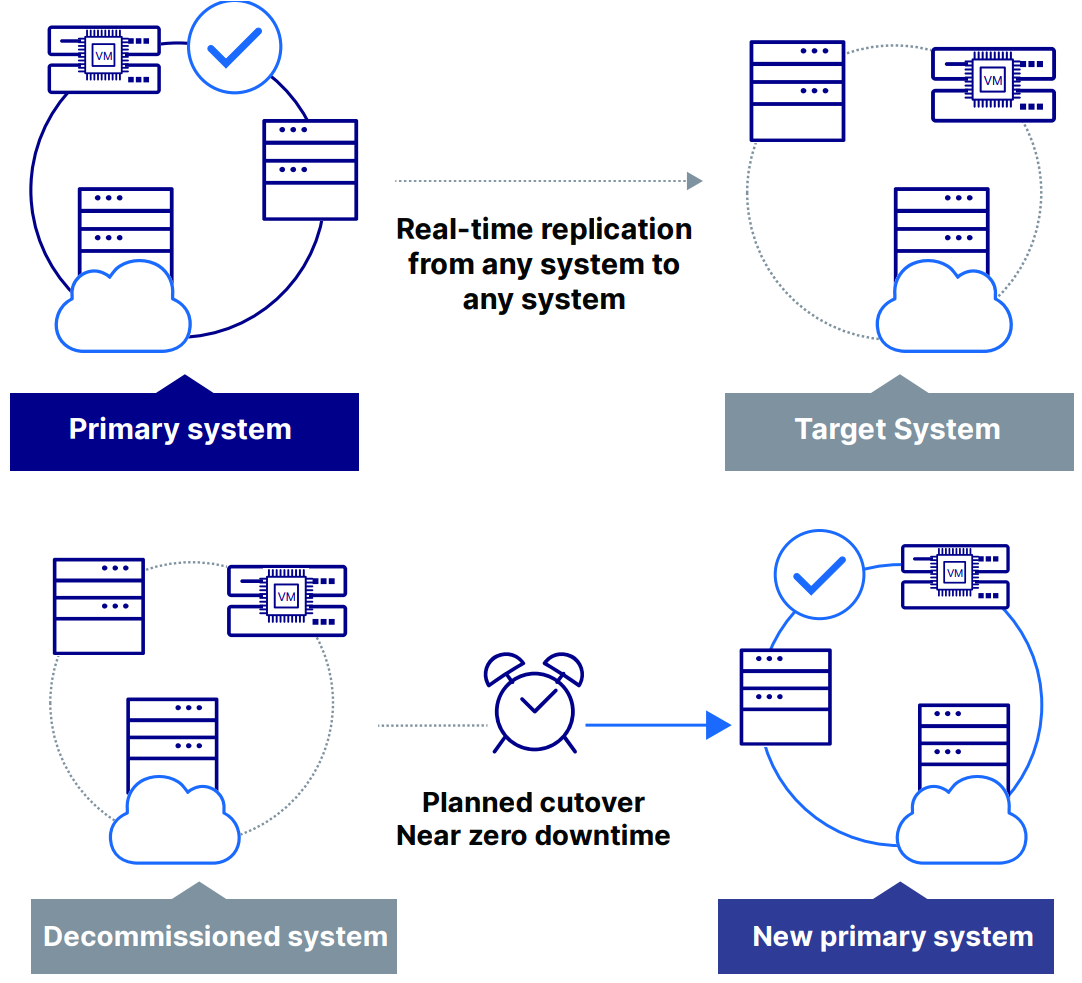 VM
VM
Real-time replication
from any system to
any system
Primary system
Target System
VM
VM
Planned cutover
Near zero downtime
Decommissioned system
New primary system